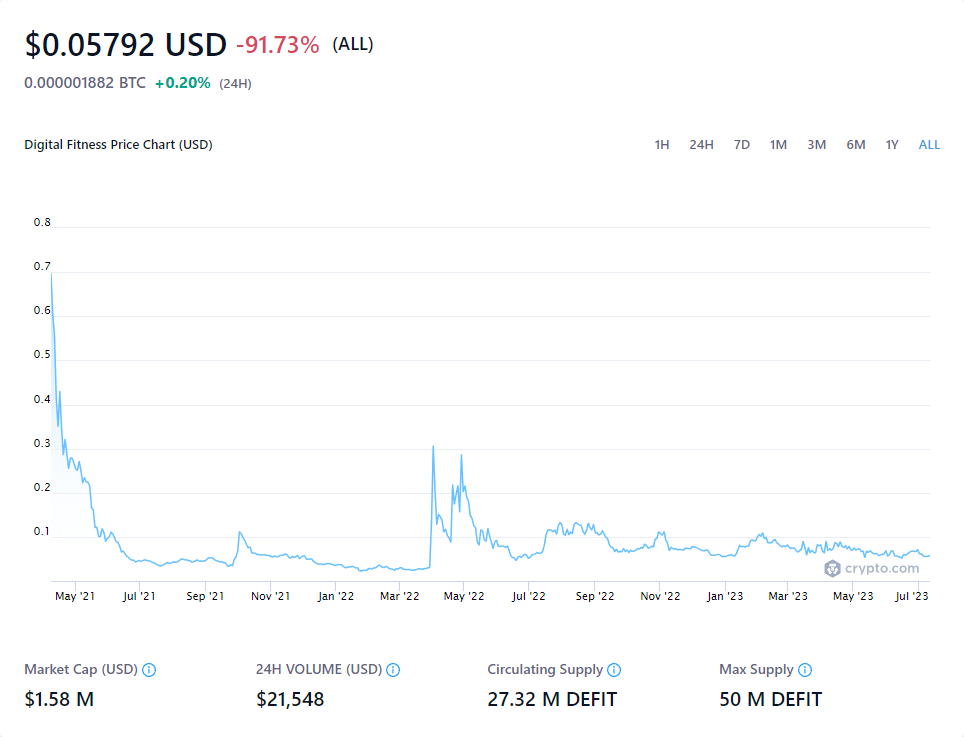 $0.05792 USD -91.73% (ALL)
0.000001882 BTC +0.20% (24H)
Digital Fitness Price Chart (USD) 1H 24H 7D 1M 3M 6M 1Y ALL
0.8
0.7
0.6
0.5
0.4
0.3
0.2
0.1
crypto.com
May '21 Jul '21 Sep '21 Nov '21 Jan '22 Mar '22 May '22 Jul '22 Sep '22 Nov '22 Jan '23 Mar '23 May '23 Jul '23
Market Cap (USD) 24H VOLUME (USD) Circulating Supply Max Supply
$1.58 M $21,548 27.32 M DEFIT 50 M DEFIT